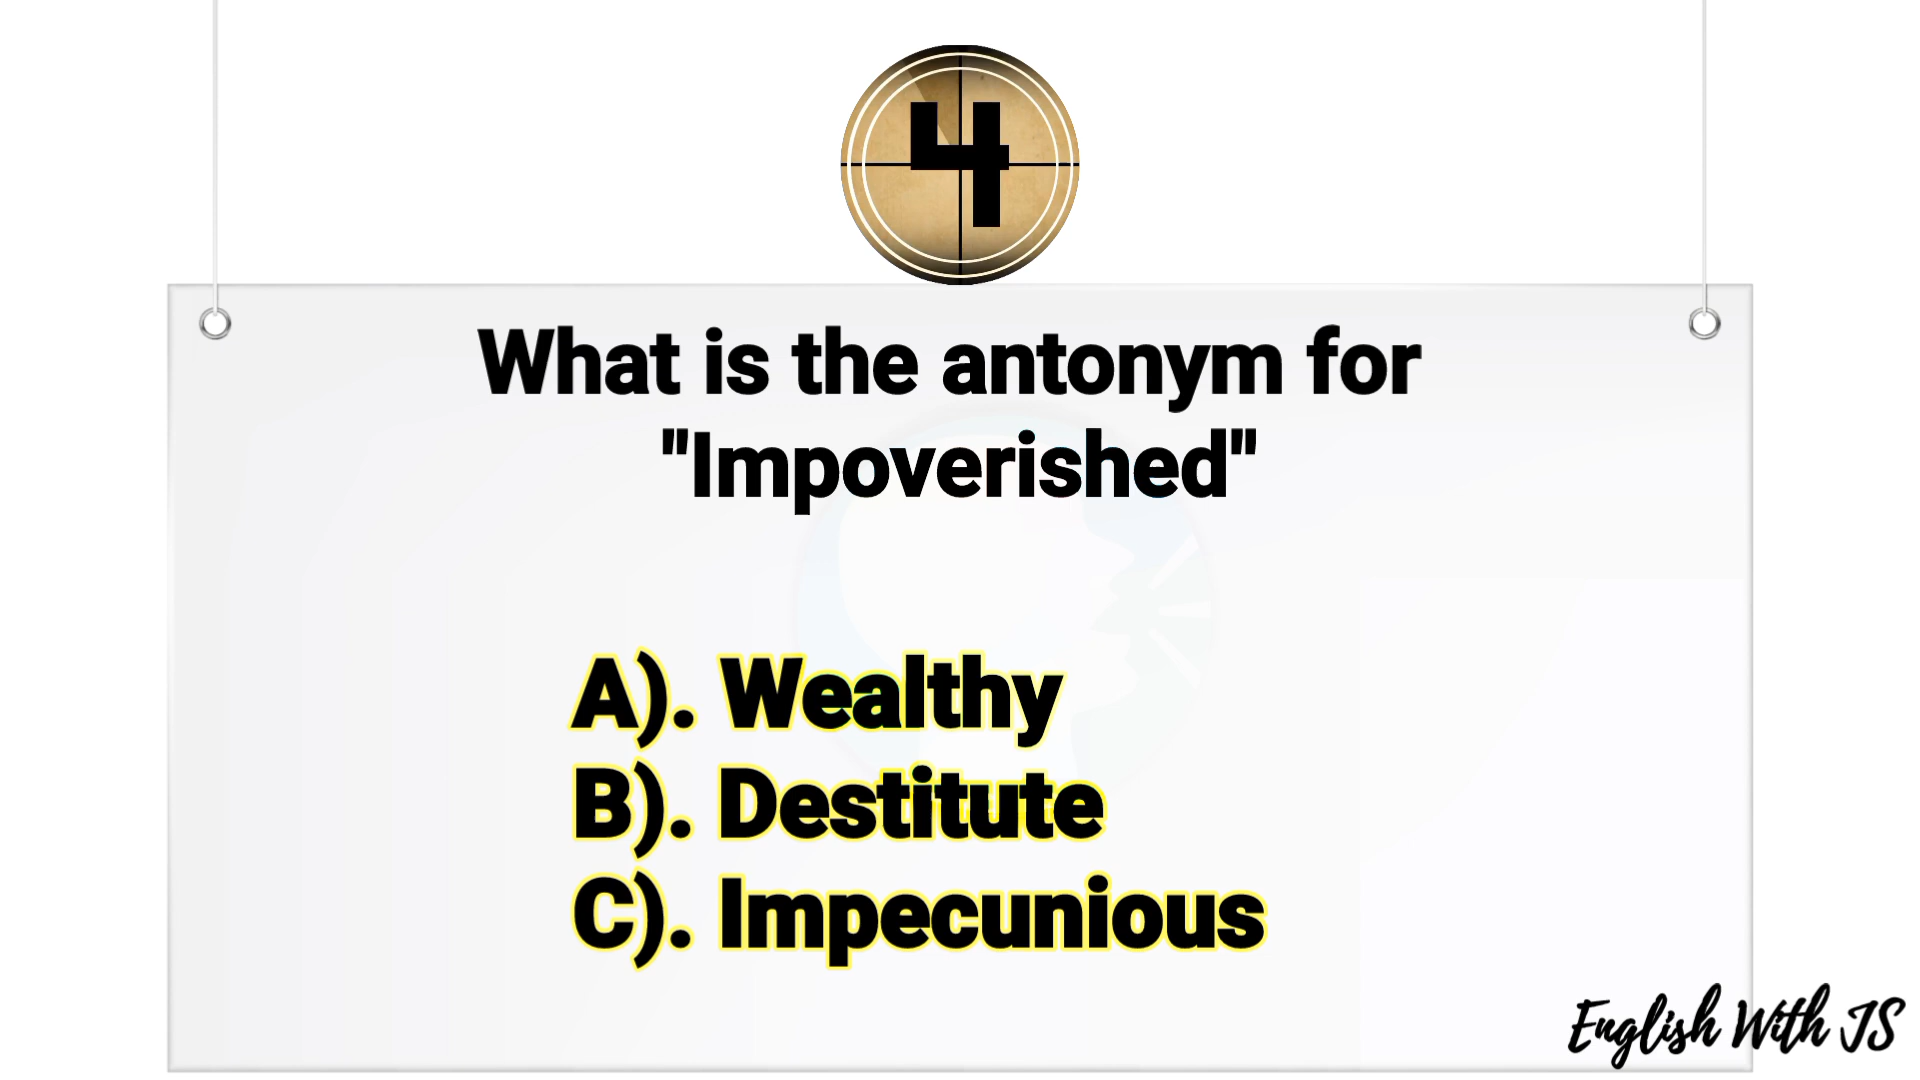 4
What is the antonym for
"Impoverished"
A). Wealthy
B). Destitute
C). Impecunious
English With JS